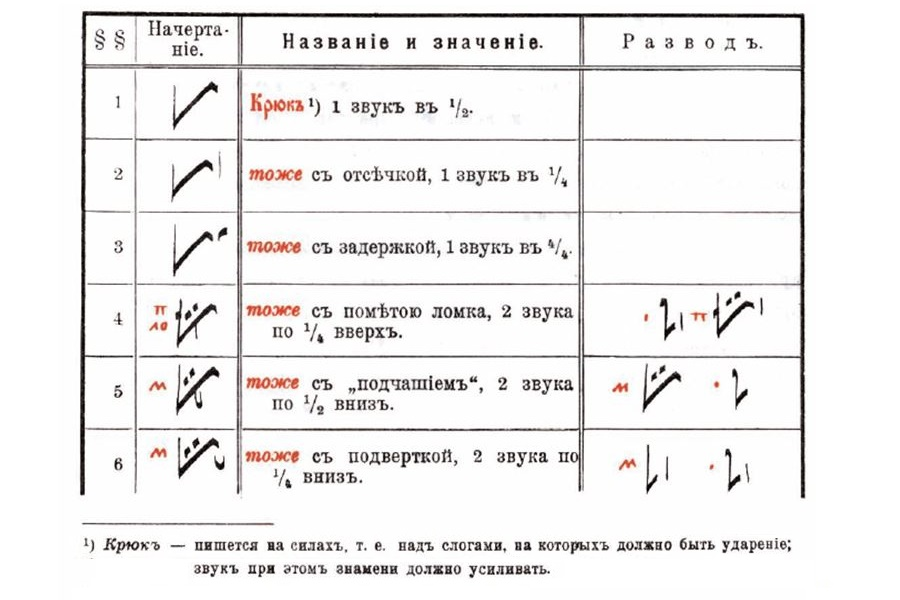 § § Начерта-
ніе. Названіе и значеніе. Разводъ.
1 Крюкъ ¹) 1 звукъ въ ½.
2 тоже съ отсѣчкой, 1 звукъ въ ¼
3 тоже съ задержкой, 1 звукъ въ ⁴/₄.
4 п ло тоже съ помѣтою ломка, 2 звука п
по ¼ вверхъ.
5 м тоже съ „подчашіемъ“, 2 звука м
по ½ внизъ.
6 м тоже съ подверткой, 2 звука по м
¼ внизъ.
¹) Крюкъ — пишется на силахъ, т. е. надъ слогами, на которыхъ должно быть удареніе;
звукъ при этомъ знамени должно усиливать.